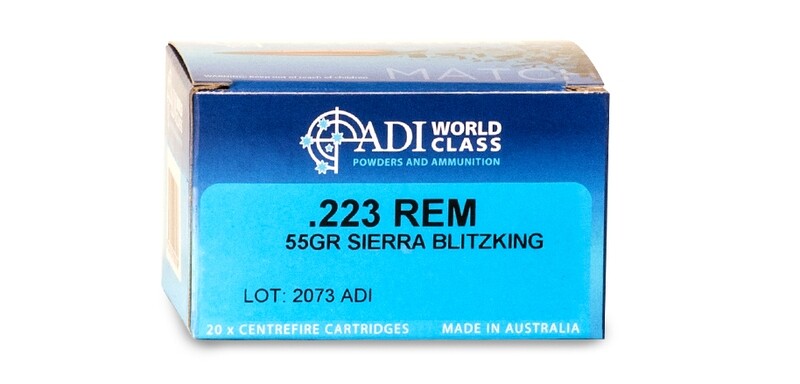 MATCH
ADI WORLD
CLASS
POWDERS AND AMMUNITION
.223 REM
55GR SIERRA BLITZKING
LOT: 2073 ADI
20 x CENTREFIRE CARTRIDGES MADE IN AUSTRALIA